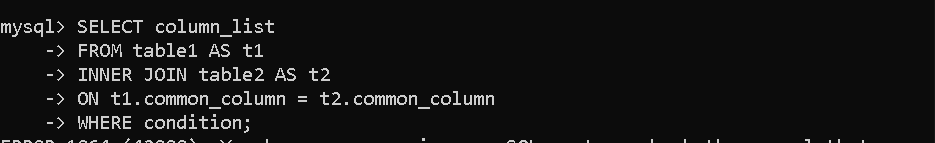 mysql> SELECT column_list
-> FROM table1 AS t1
-> INNER JOIN table2 AS t2
-> ON t1.common_column = t2.common_column
-> WHERE condition;